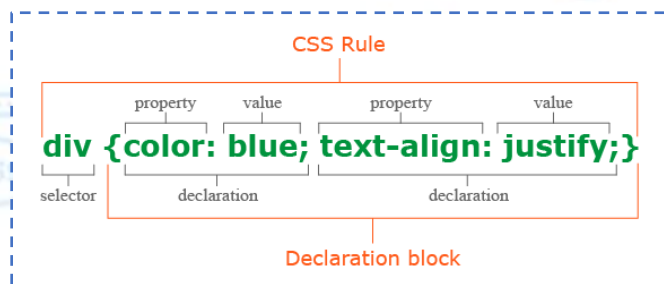 CSS Rule
property value property value
div {color: blue; text-align: justify;}
selector declaration declaration
Declaration block